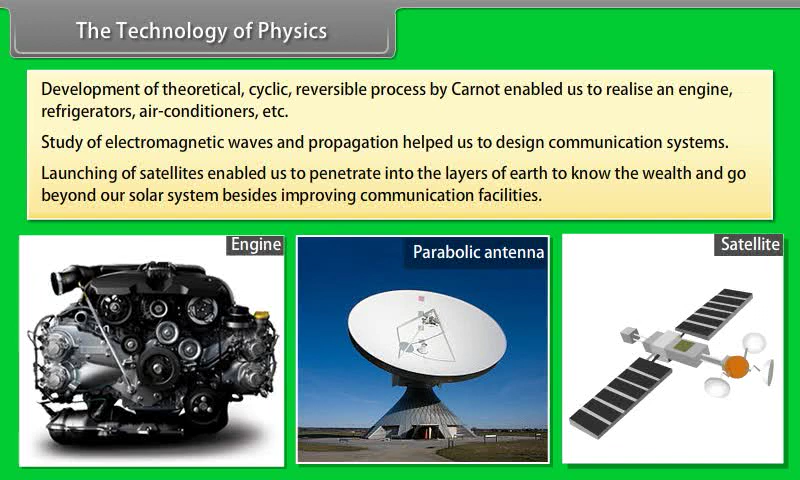 The Technology of Physics
Development of theoretical, cyclic, reversible process by Carnot enabled us to realise an engine,
refrigerators, air-conditioners, etc.
Study of electromagnetic waves and propagation helped us to design communication systems.
Launching of satellites enabled us to penetrate into the layers of earth to know the wealth and go
beyond our solar system besides improving communication facilities.
Engine
Parabolic antenna
Satellite